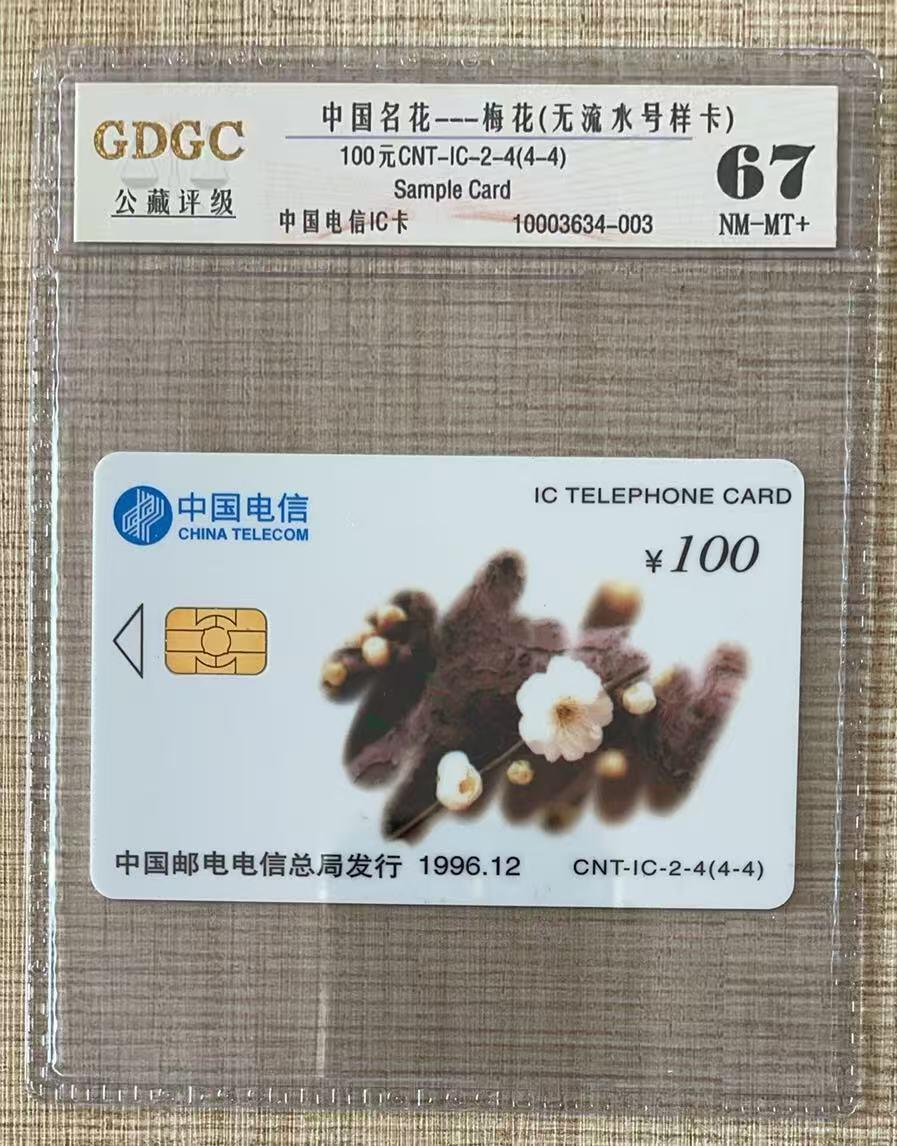 GDGC
公藏评级
中国名花---梅花(无流水号样卡)
100元CNT-IC-2-4(4-4)
Sample Card
中国电信IC卡 10003634-003
67
NM-MT+
中国电信
CHINA TELECOM
IC TELEPHONE CARD
¥100
中国邮电电信总局发行 1996.12 CNT-IC-2-4(4-4)